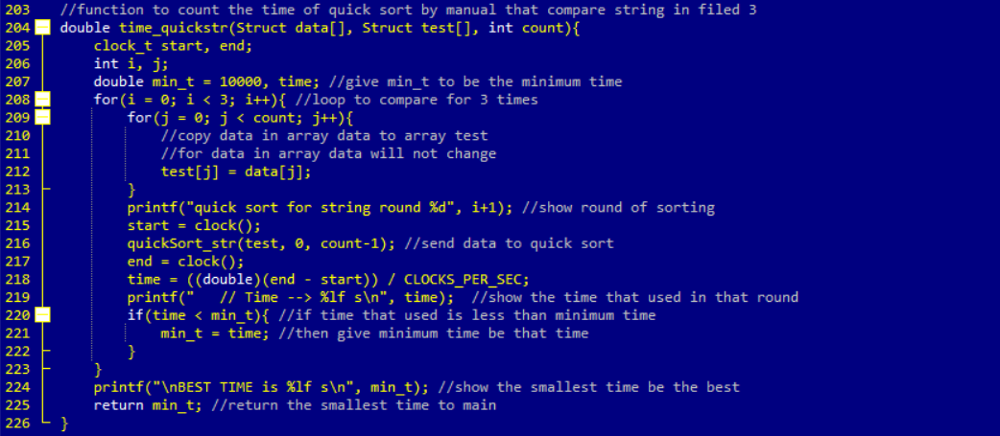 203 //function to count the time of quick sort by manual that compare string in filed 3
204 double time_quickstr(Struct data[], Struct test[], int count){
205     clock_t start, end;
206     int i, j;
207     double min_t = 10000, time; //give min_t to be the minimum time
208     for(i = 0; i < 3; i++){ //loop to compare for 3 times
209         for(j = 0; j < count; j++){
210             //copy data in array data to array test
211             //for data in array data will not change
212             test[j] = data[j];
213         }
214         printf("quick sort for string round %d", i+1); //show round of sorting
215         start = clock();
216         quickSort_str(test, 0, count-1); //send data to quick sort
217         end = clock();
218         time = ((double)(end - start)) / CLOCKS_PER_SEC;
219         printf("   // Time --> %lf s\n", time);  //show the time that used in that round
220         if(time < min_t){ //if time that used is less than minimum time
221             min_t = time; //then give minimum time be that time
222         }
223     }
224     printf("\nBEST TIME is %lf s\n", min_t); //show the smallest time be the best
225     return min_t; //return the smallest time to main
226 }